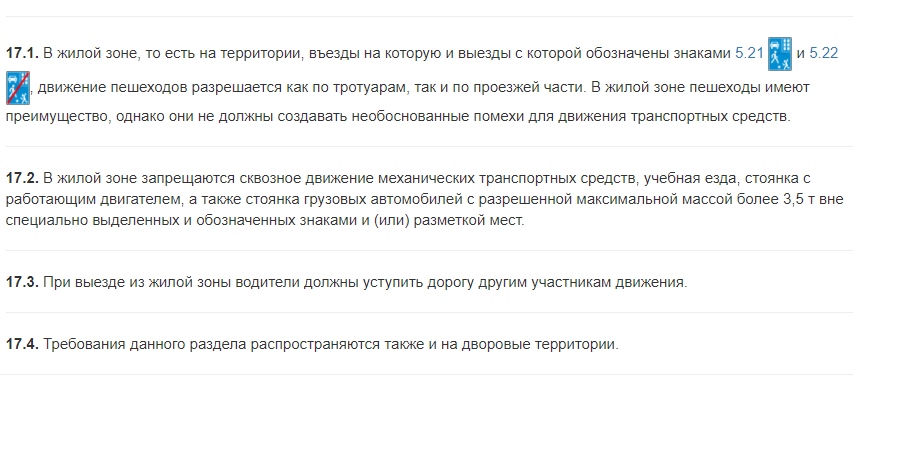 17.1. В жилой зоне, то есть на территории, въезды на которую и выезды с которой обозначены знаками 5.21 и 5.22
, движение пешеходов разрешается как по тротуарам, так и по проезжей части. В жилой зоне пешеходы имеют
преимущество, однако они не должны создавать необоснованные помехи для движения транспортных средств.
17.2. В жилой зоне запрещаются сквозное движение механических транспортных средств, учебная езда, стоянка с
работающим двигателем, а также стоянка грузовых автомобилей с разрешенной максимальной массой более 3,5 т вне
специально выделенных и обозначенных знаками и (или) разметкой мест.
17.3. При выезде из жилой зоны водители должны уступить дорогу другим участникам движения.
17.4. Требования данного раздела распространяются также и на дворовые территории.